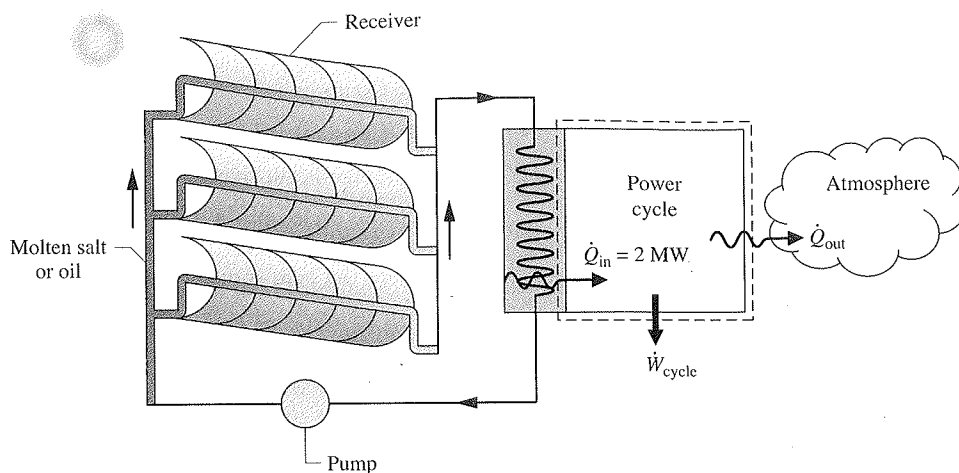 Receiver
Molten salt
or oil
Pump
Power
cycle
Q̇in = 2 MW
Ẇcycle
Q̇out
Atmosphere